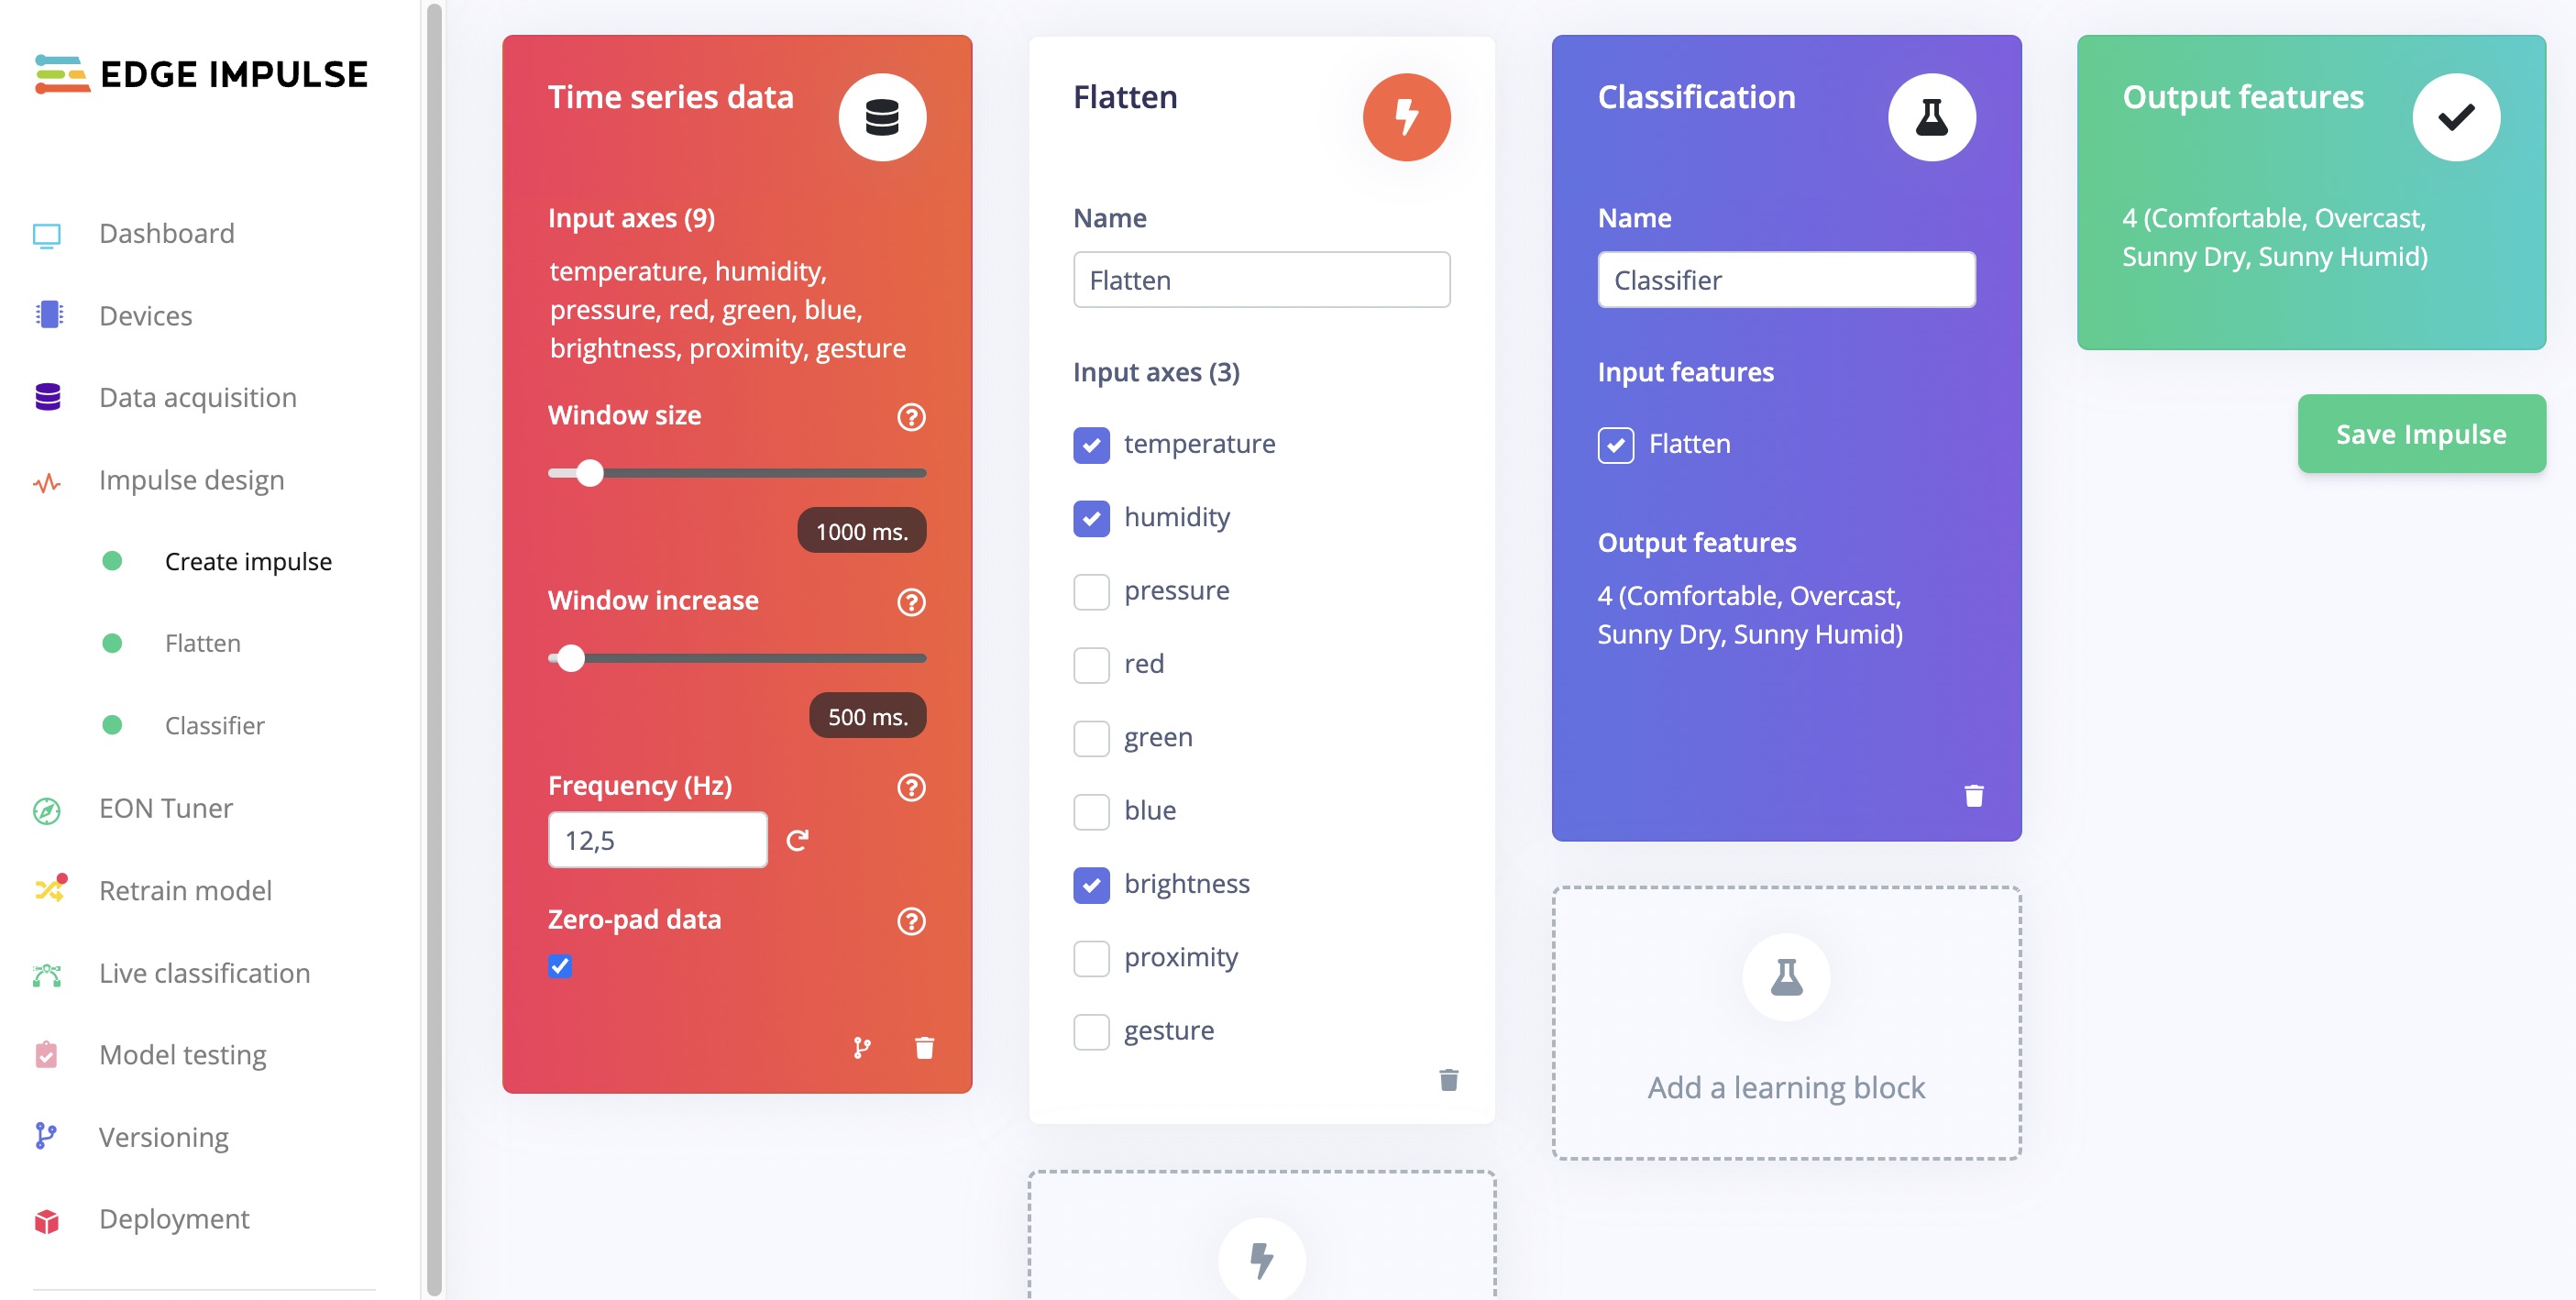 EDGE IMPULSE
Dashboard
Devices
Data acquisition
Impulse design
Create impulse
Flatten
Classifier
EON Tuner
Retrain model
Live classification
Model testing
Versioning
Deployment
Time series data
Input axes (9)
temperature, humidity,
pressure, red, green, blue,
brightness, proximity, gesture
Window size
?
1000 ms.
Window increase
?
500 ms.
Frequency (Hz)
?
12,5
Zero-pad data
?
Flatten
Name
Flatten
Input axes (3)
temperature
humidity
pressure
red
green
blue
brightness
proximity
gesture
Classification
Name
Classifier
Input features
Flatten
Output features
4 (Comfortable, Overcast,
Sunny Dry, Sunny Humid)
Add a learning block
Output features
4 (Comfortable, Overcast,
Sunny Dry, Sunny Humid)
Save Impulse